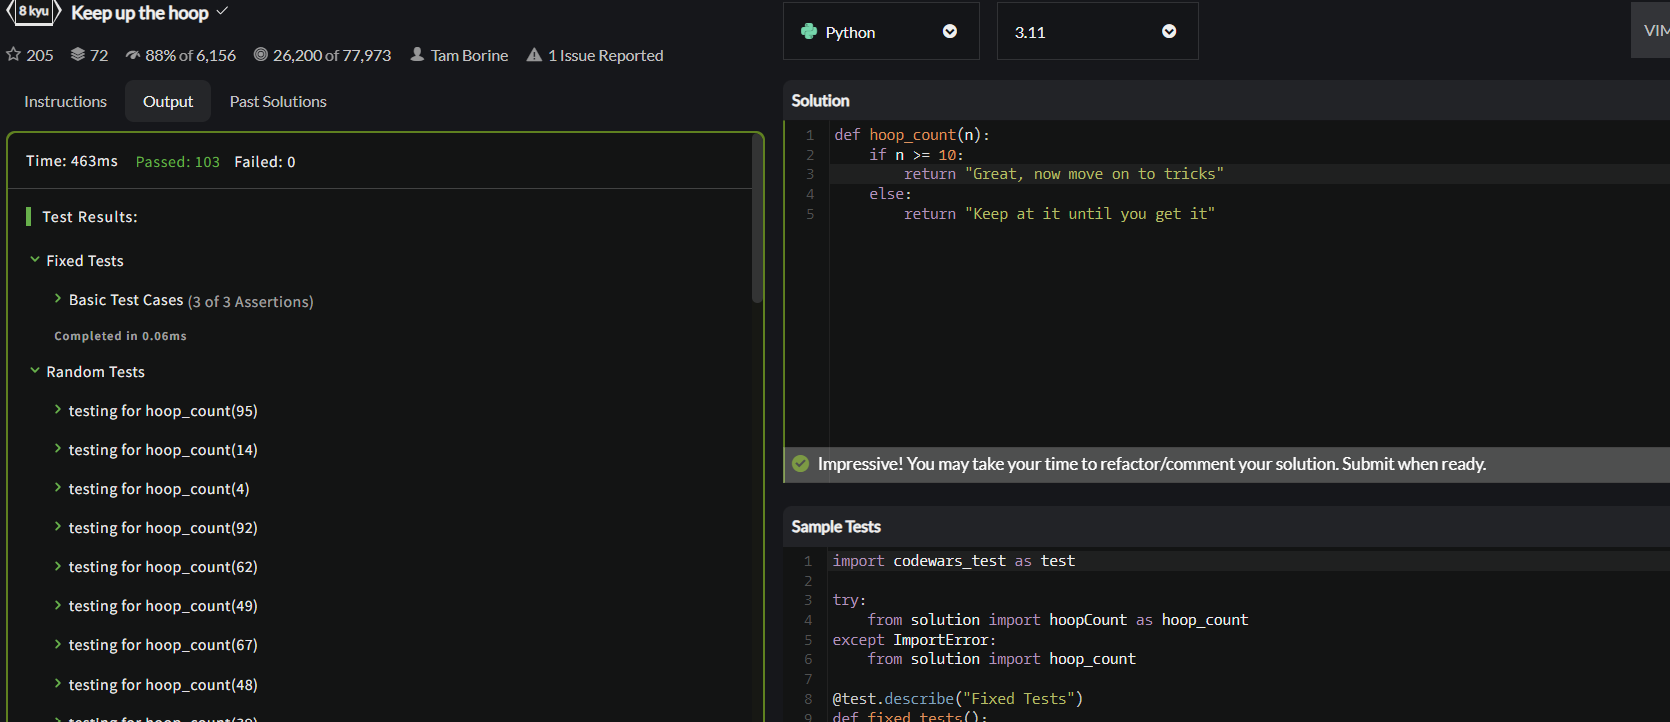 8 kyu Keep up the hoop
205 72 88% of 6,156 26,200 of 77,973 Tam Borine 1 Issue Reported
Instructions Output Past Solutions
Time: 463ms Passed: 103 Failed: 0
Test Results:
Fixed Tests
Basic Test Cases (3 of 3 Assertions)
Completed in 0.06ms
Random Tests
testing for hoop_count(95)
testing for hoop_count(14)
testing for hoop_count(4)
testing for hoop_count(92)
testing for hoop_count(62)
testing for hoop_count(49)
testing for hoop_count(67)
testing for hoop_count(48)
Python 3.11 VIM
Solution
1 def hoop_count(n):
2 if n >= 10:
3 return "Great, now move on to tricks"
4 else:
5 return "Keep at it until you get it"
Impressive! You may take your time to refactor/comment your solution. Submit when ready.
Sample Tests
1 import codewars_test as test
2
3 try:
4 from solution import hoopCount as hoop_count
5 except ImportError:
6 from solution import hoop_count
7
8 @test.describe("Fixed Tests")
9 def fixed_tests():